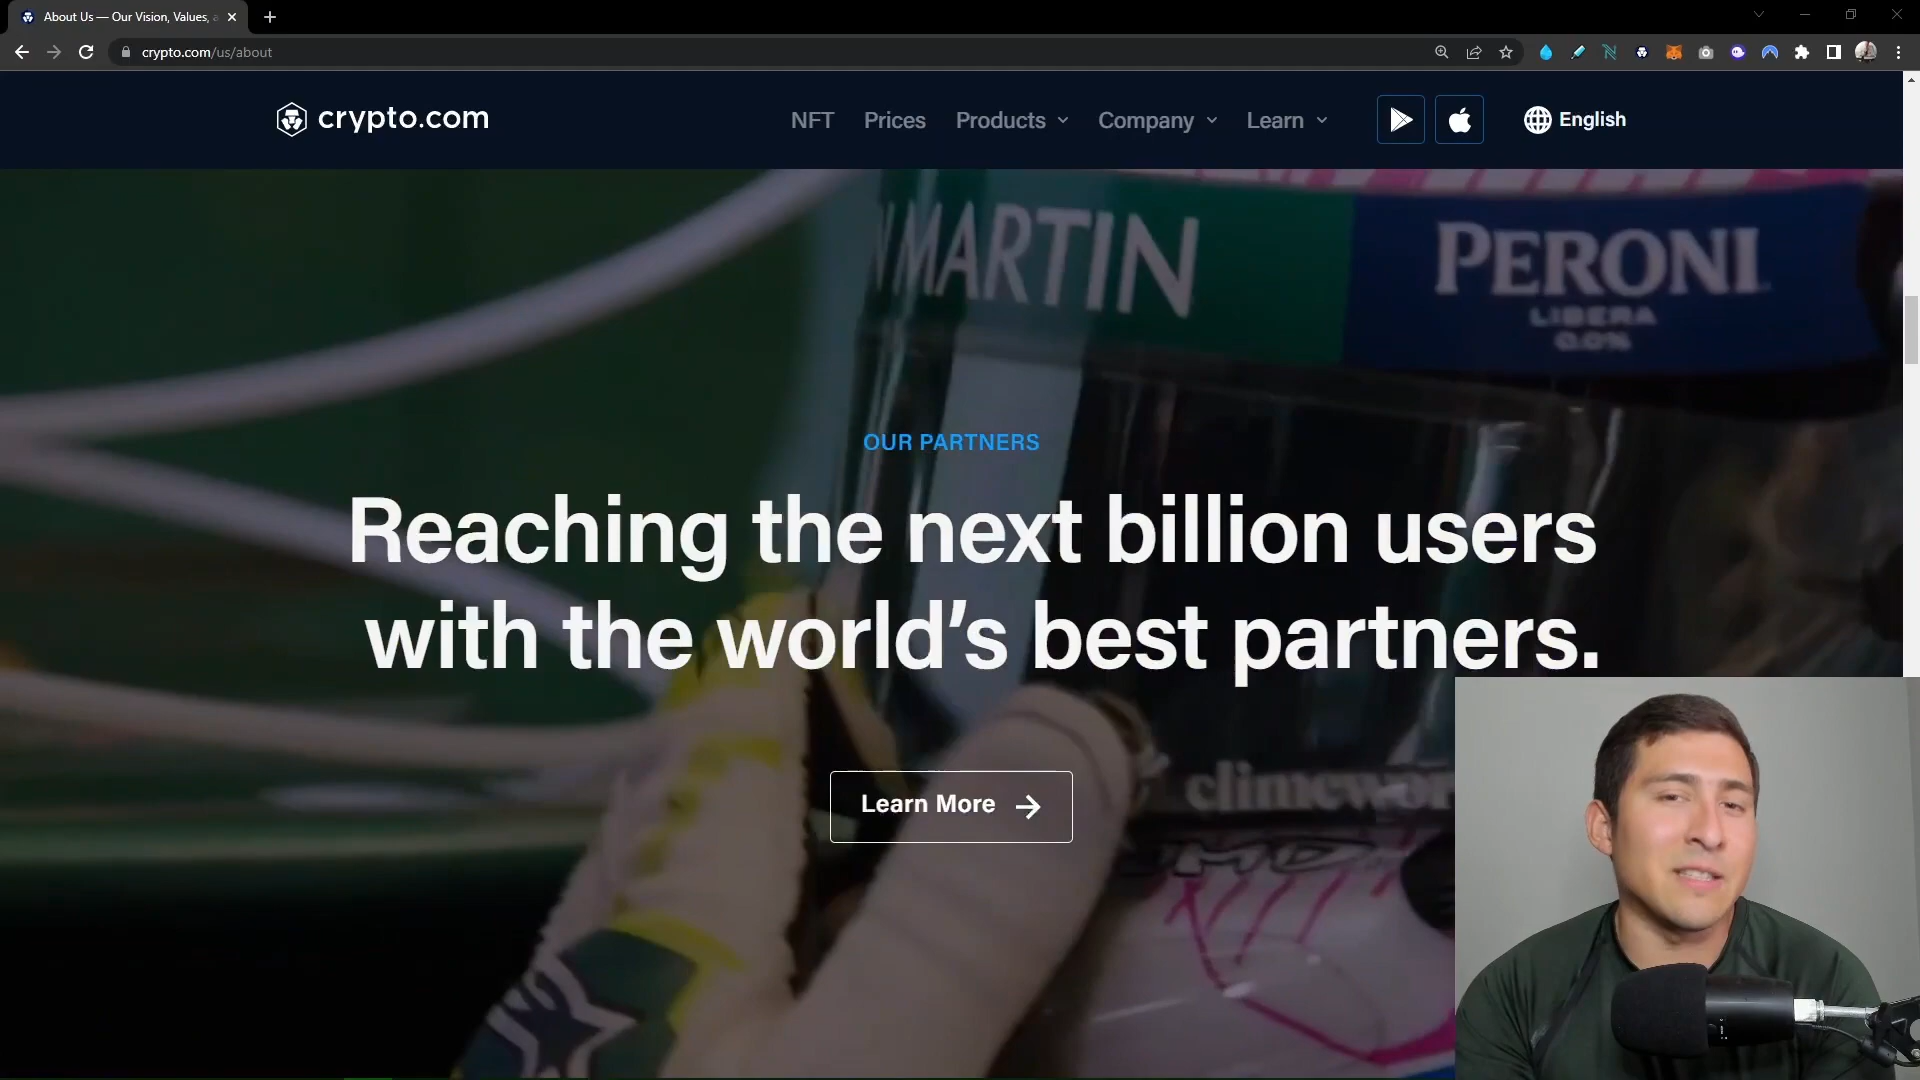 About Us — Our Vision, Values,
crypto.com/us/about
crypto.com
NFT
Prices
Products
Company
Learn
English
MARTIN
PERONI
LIBERA
0.0%
OUR PARTNERS
Reaching the next billion users
with the world's best partners.
Learn More